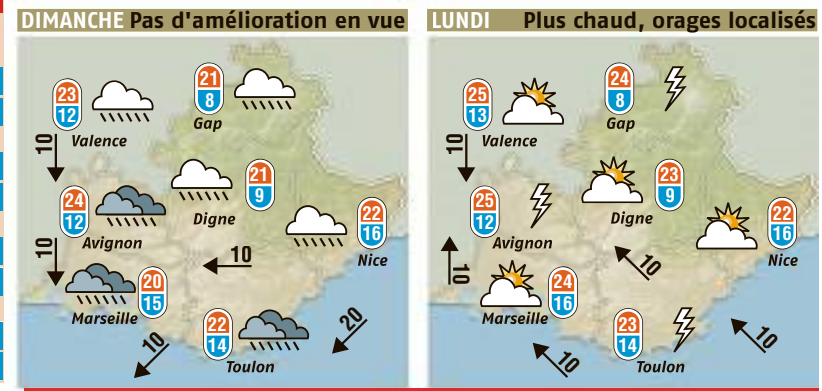 DIMANCHE Pas d'amélioration en vue
23
12
Valence
21
8
Gap
10
24
12
Avignon
Digne
21
9
22
16
Nice
10
10
20
15
Marseille
10
22
14
Toulon
20
LUNDI Plus chaud, orages localisés
25
13
Valence
24
8
Gap
10
25
12
Avignon
Digne
23
9
22
16
Nice
10
10
24
16
Marseille
10
23
14
Toulon
10